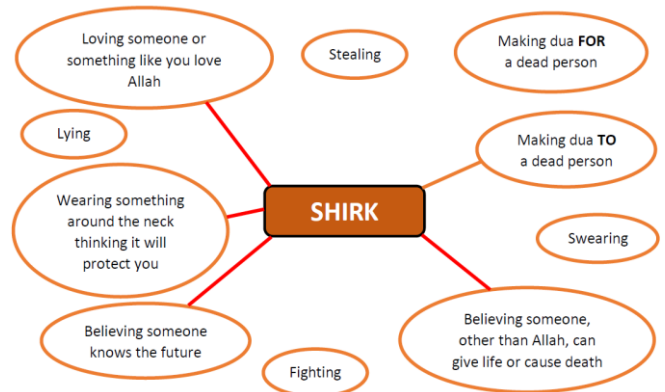 Loving someone or
something like you love
Allah
Stealing
Making dua FOR
a dead person
Lying
Making dua TO
a dead person
Wearing something
around the neck
thinking it will
protect you
SHIRK
Swearing
Believing someone
knows the future
Fighting
Believing someone,
other than Allah, can
give life or cause death